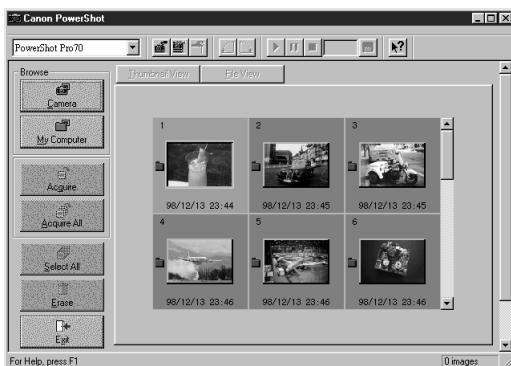 Canon PowerShot
PowerShot Pro70
Browse
Thumbnail View File View
Camera
My Computer
Acquire
Acquire All
Select All
Erase
Exit
1 2 3
98/12/13 23:44 98/12/13 23:45 98/12/13 23:45
4 5 6
98/12/13 23:46 98/12/13 23:46 98/12/13 23:46
For Help, press F1
0 images